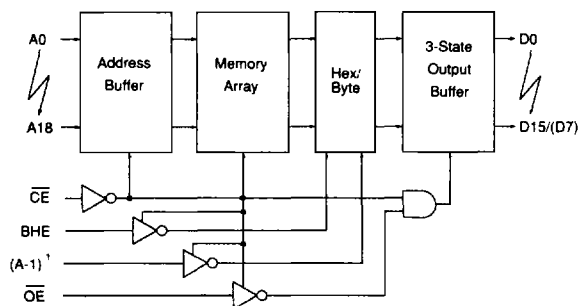 A0
A18
Address
Buffer
Memory
Array
Hex/
Byte
3-State
Output
Buffer
D0
D15/(D7)
CE
BHE
(A-1) †
OE